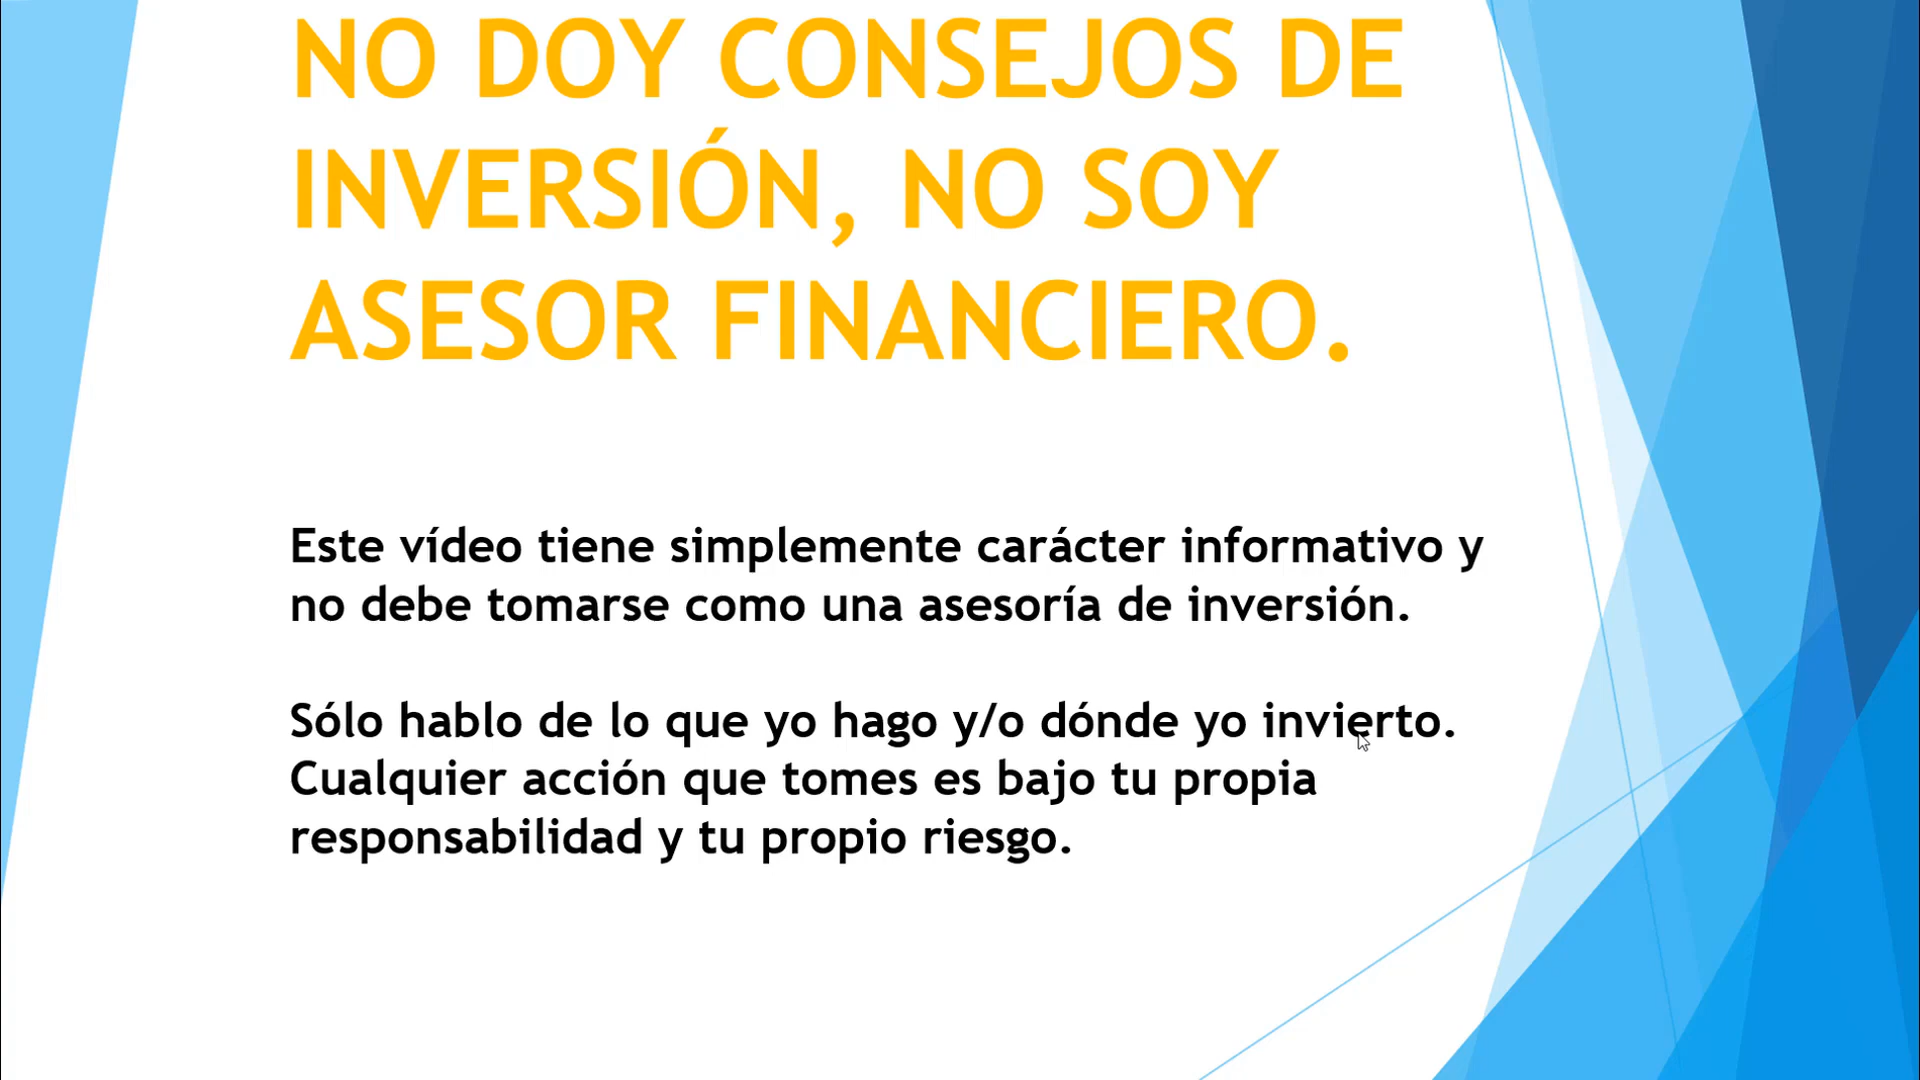 NO DOY CONSEJOS DE
INVERSIÓN, NO SOY
ASESOR FINANCIERO.
Este vídeo tiene simplemente carácter informativo y
no debe tomarse como una asesoría de inversión.
Sólo hablo de lo que yo hago y/o dónde yo invierto.
Cualquier acción que tomes es bajo tu propia
responsabilidad y tu propio riesgo.